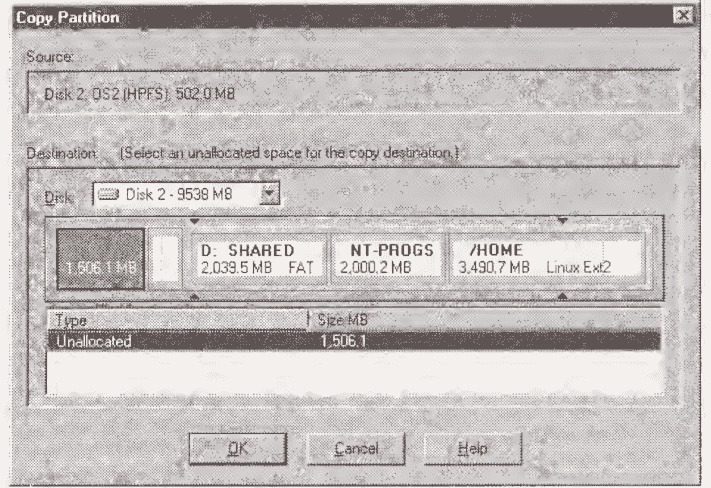 Copy Partition
Source:
Disk 2, OS2 (HPFS), 502.0 MB
Destination: (Select an unallocated space for the copy destination.)
Disk: Disk 2 - 9538 MB
1,506.1 MB
D: SHARED
2,039.5 MB FAT
NT-PROGS
2,000.2 MB
/HOME
3,490.7 MB Linux Ext2
Type Size MB
Unallocated 1,506.1
OK Cancel Help